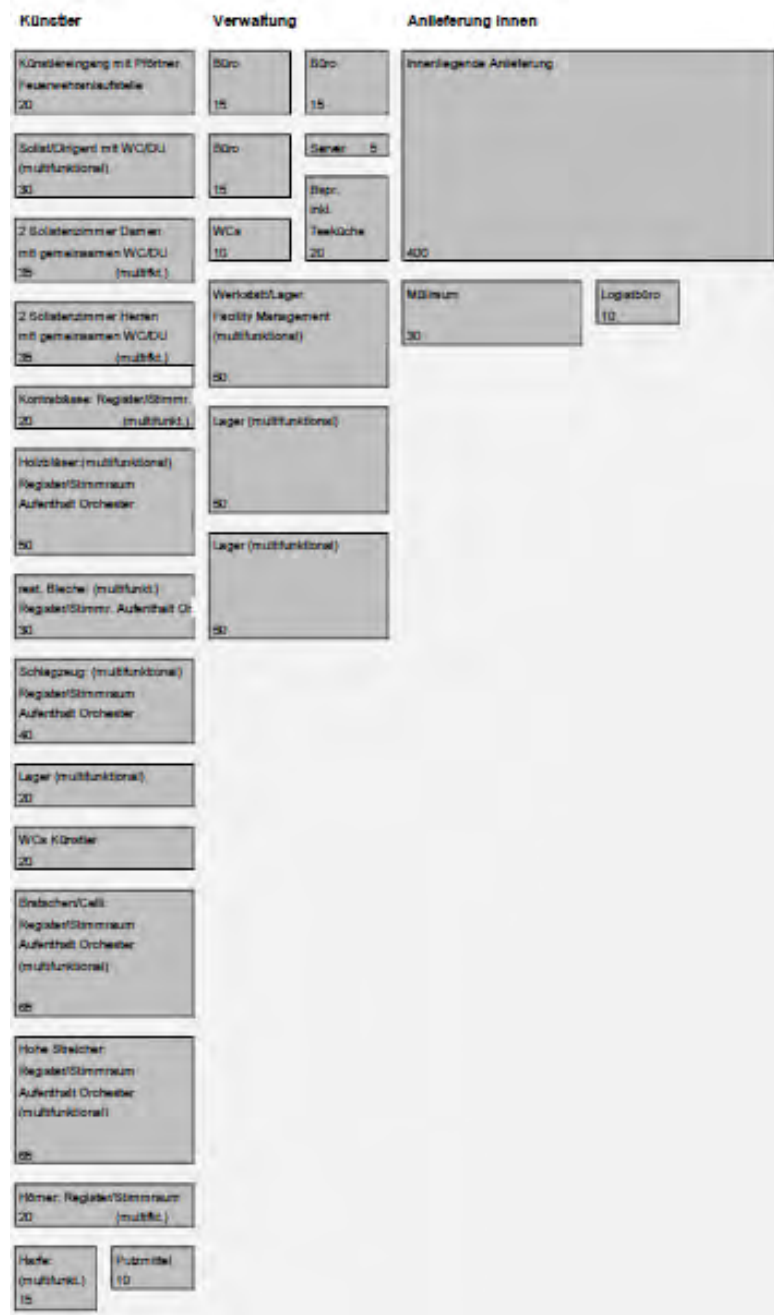 Künstler
Künstlereingang mit Pförtner
Feuerwehranlaufstelle
20
Solist/Dirigent mit WC/DU
(multifunktional)
30
2 Solistenzimmer Damen
mit gemeinsamen WC/DU
35 (multifkt.)
2 Solistenzimmer Herren
mit gemeinsamen WC/DU
35 (multifkt.)
Kontrabässe: Register/Stimmr.
20 (multifunkt.)
Holzbläser:(multifunktional)
Register/Stimmraum
Aufenthalt Orchester
50
rest. Bleche: (multifunkt.)
Register/Stimmr. Aufenthalt Or
30
Schlagzeug: (multifunktional)
Register/Stimmraum
Aufenthalt Orchester
40
Lager (multifunktional)
20
WCs Künstler
20
Bratschen/Celli:
Register/Stimmraum
Aufenthalt Orchester
(multifunktional)
65
Hohe Streicher:
Register/Stimmraum
Aufenthalt Orchester
(multifunktional)
65
Hörner: Register/Stimmraum
20 (multifkt.)
Harfe:
(multifunkt.)
15
Putzmittel
10
Verwaltung
Büro
15
Büro
15
Büro
15
Server 5
Bspr.
inkl.
Teeküche
20
WCs
10
Werkstatt/Lager
Facility Management
(multifunktional)
50
Lager (multifunktional)
50
Lager (multifunktional)
50
Anlieferung Innen
Innenliegende Anlieferung
400
Müllraum
30
Logistbüro
10